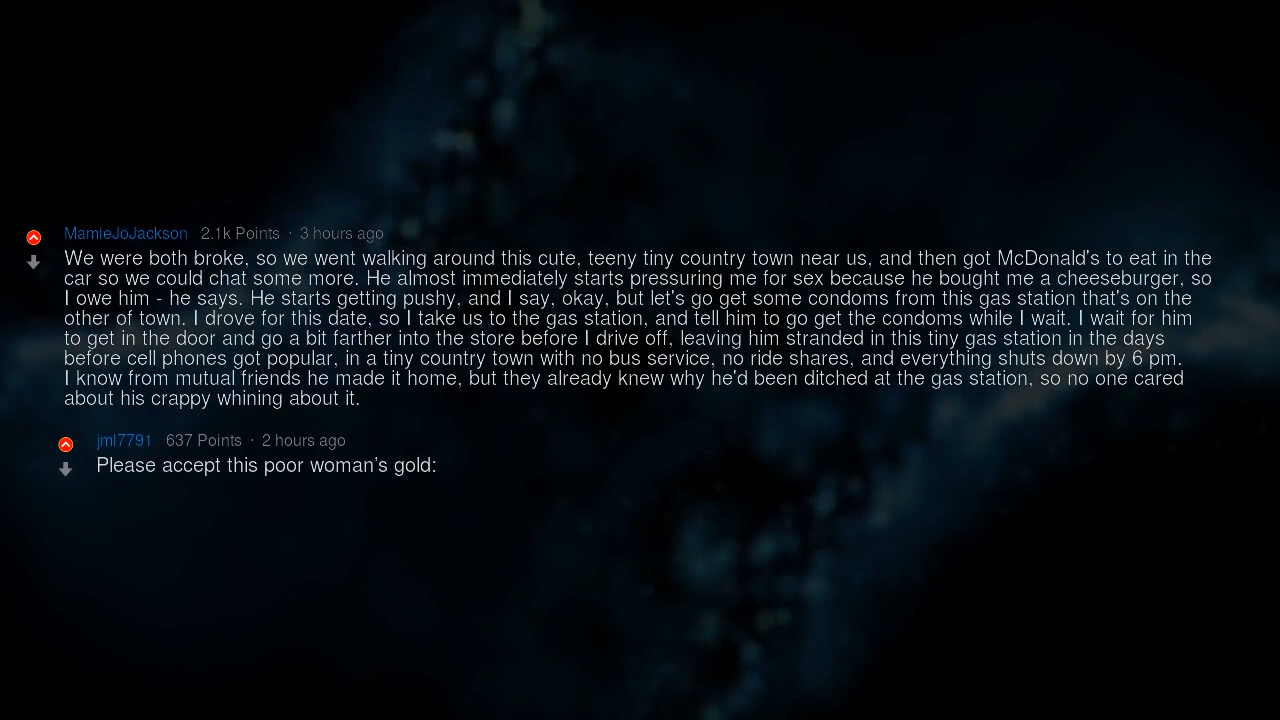 MamieJoJackson 2.1k Points · 3 hours ago
We were both broke, so we went walking around this cute, teeny tiny country town near us, and then got McDonald's to eat in the
car so we could chat some more. He almost immediately starts pressuring me for sex because he bought me a cheeseburger, so
I owe him - he says. He starts getting pushy, and I say, okay, but let's go get some condoms from this gas station that's on the
other of town. I drove for this date, so I take us to the gas station, and tell him to go get the condoms while I wait. I wait for him
to get in the door and go a bit farther into the store before I drive off, leaving him stranded in this tiny gas station in the days
before cell phones got popular, in a tiny country town with no bus service, no ride shares, and everything shuts down by 6 pm.
I know from mutual friends he made it home, but they already knew why he'd been ditched at the gas station, so no one cared
about his crappy whining about it.
jml7791 637 Points · 2 hours ago
Please accept this poor woman’s gold: